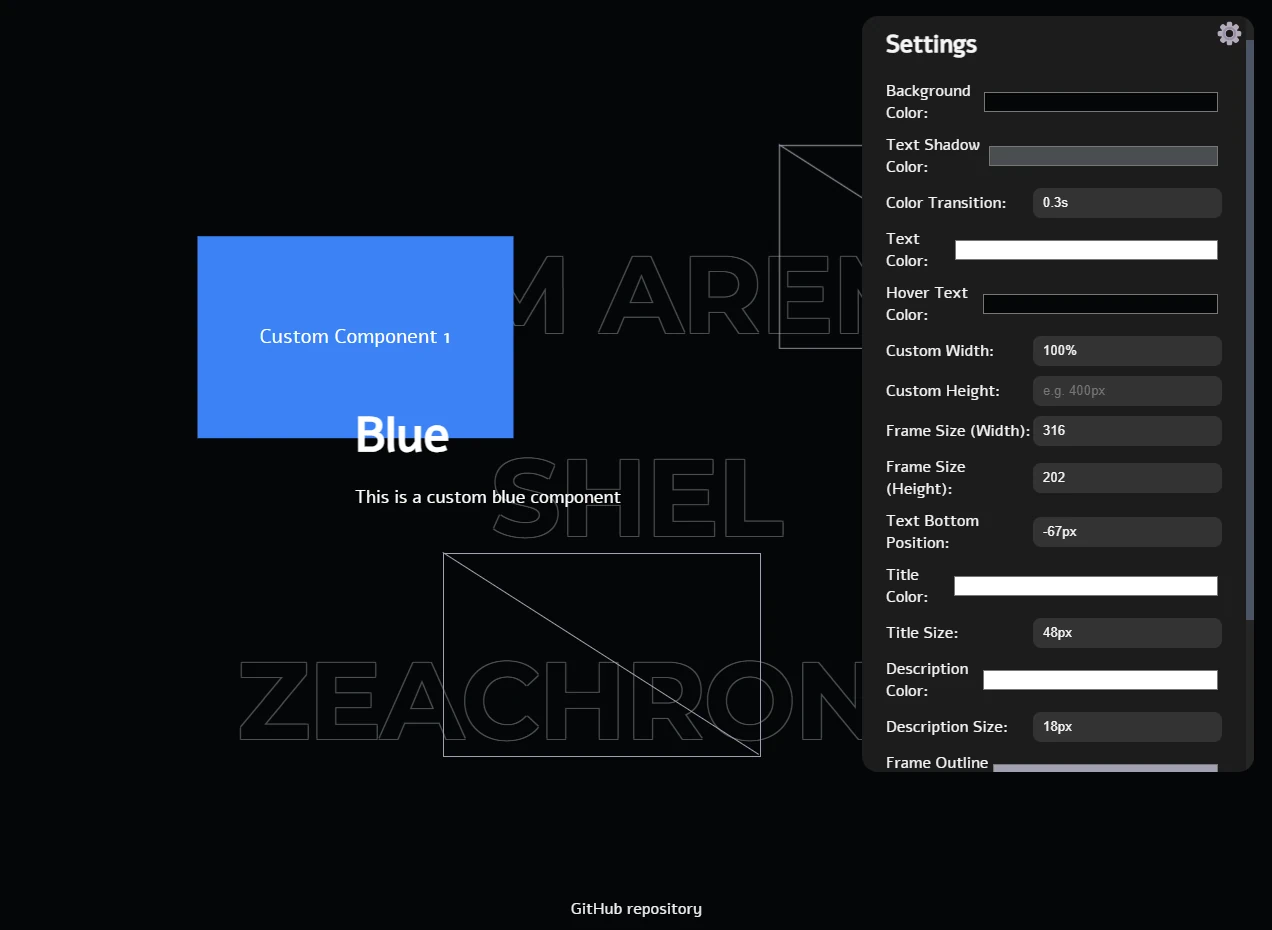 M AREN
Custom Component 1
Blue
This is a custom blue component
SHEL
ZEACHRON
GitHub repository
Settings
Background
Color:
Text Shadow
Color:
Color Transition: 0.3s
Text
Color:
Hover Text
Color:
Custom Width: 100%
Custom Height: e.g. 400px
Frame Size (Width): 316
Frame Size
(Height): 202
Text Bottom
Position: -67px
Title
Color:
Title Size: 48px
Description
Color:
Description Size: 18px
Frame Outline